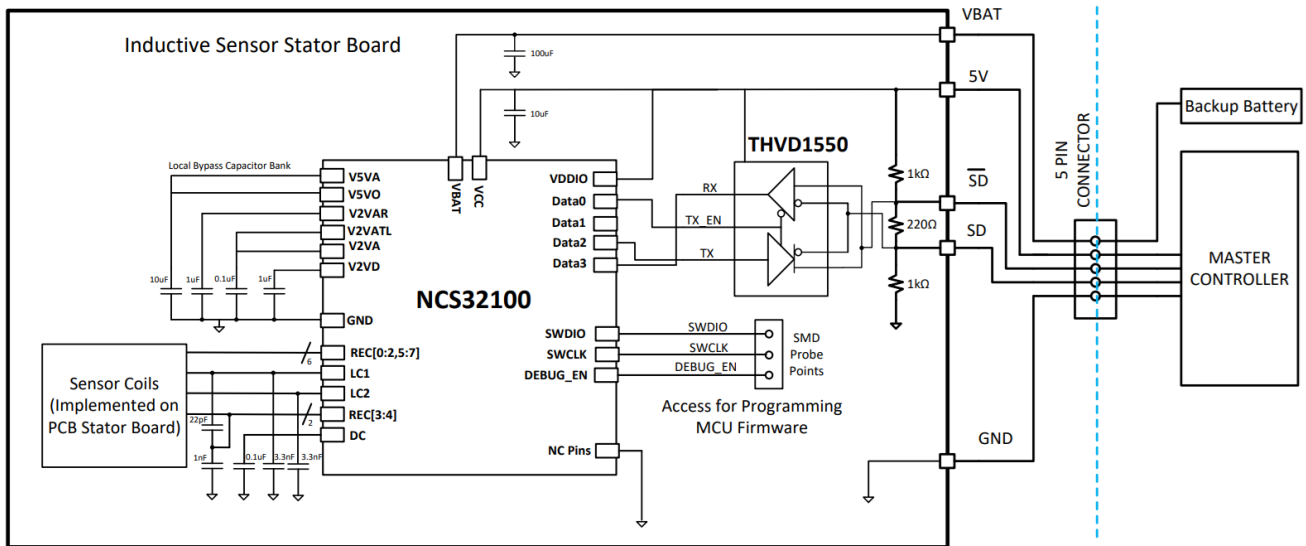 Inductive Sensor Stator Board
VBAT
100uF
5V
10uF
Backup Battery
THVD1550
Local Bypass Capacitor Bank
5 PIN
CONNECTOR
V5VA
V5VO
V2VAR
V2VATL
V2VA
V2VD
VBAT
VCC
VDDIO
Data0
Data1
Data2
Data3
RX
TX_EN
TX
1kΩ
SD
220Ω
SD
1kΩ
MASTER
CONTROLLER
10uF
1uF
0.1uF
1uF
NCS32100
GND
SWDIO
SWCLK
DEBUG_EN
SWDIO
SWCLK
DEBUG_EN
SMD
Probe
Points
Access for Programming
MCU Firmware
Sensor Coils
(Implemented on
PCB Stator Board)
6
REC[0:2,5:7]
LC1
LC2
REC[3:4]
2
DC
22pF
1nF
0.1uF
3.3nF
3.3nF
NC Pins
GND